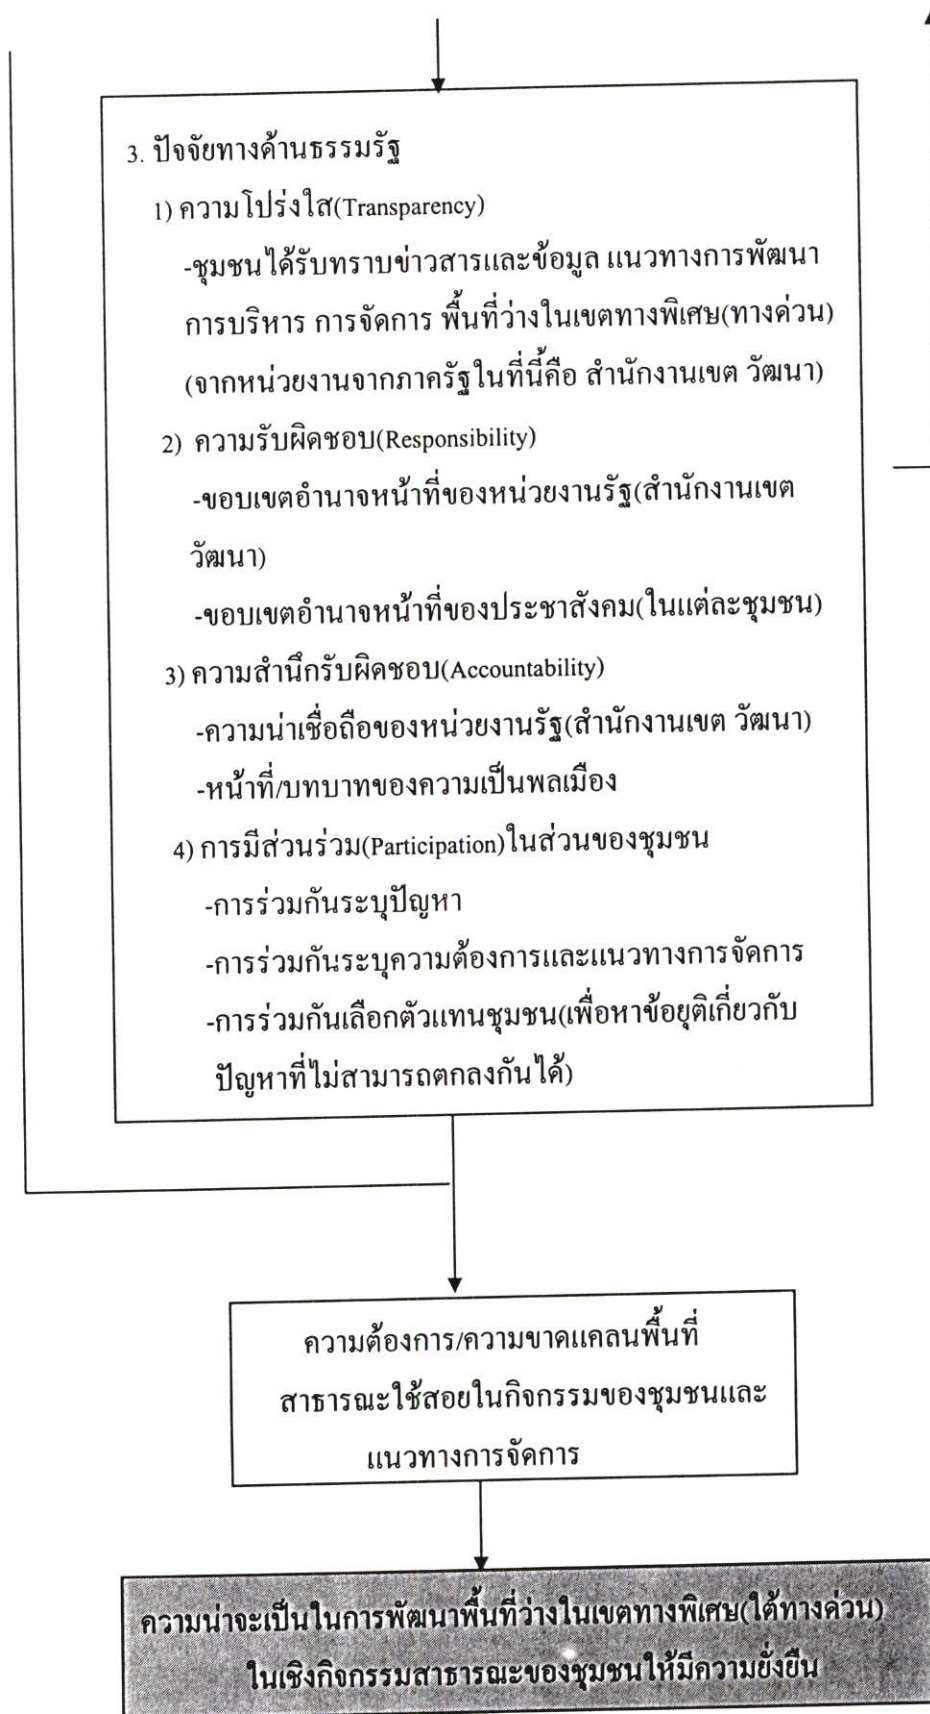 3. ปัจจัยทางด้านธรรมรัฐ
1) ความโปร่งใส(Transparency)
-ชุมชนได้รับทราบข่าวสารและข้อมูล แนวทางการพัฒนา
การบริหาร การจัดการ พื้นที่ว่างในเขตทางพิเศษ(ทางด่วน)
(จากหน่วยงานจากภาครัฐในที่นี้คือ สำนักงานเขต วัฒนา)
2) ความรับผิดชอบ(Responsibility)
-ขอบเขตอำนาจหน้าที่ของหน่วยงานรัฐ(สำนักงานเขต
วัฒนา)
-ขอบเขตอำนาจหน้าที่ของประชาสังคม(ในแต่ละชุมชน)
3) ความสำนึกรับผิดชอบ(Accountability)
-ความน่าเชื่อถือของหน่วยงานรัฐ(สำนักงานเขต วัฒนา)
-หน้าที่/บทบาทของความเป็นพลเมือง
4) การมีส่วนร่วม(Participation)ในส่วนของชุมชน
-การร่วมกันระบุปัญหา
-การร่วมกันระบุความต้องการและแนวทางการจัดการ
-การร่วมกันเลือกตัวแทนชุมชน(เพื่อหาข้อยุติเกี่ยวกับ
ปัญหาที่ไม่สามารถตกลงกันได้)
ความต้องการ/ความขาดแคลนพื้นที่
สาธารณะใช้สอยในกิจกรรมของชุมชนและ
แนวทางการจัดการ
ความน่าจะเป็นในการพัฒนาพื้นที่ว่างในเขตทางพิเศษ(ใต้ทางด่วน)
ในเชิงกิจกรรมสาธารณะของชุมชนให้มีความยั่งยืน